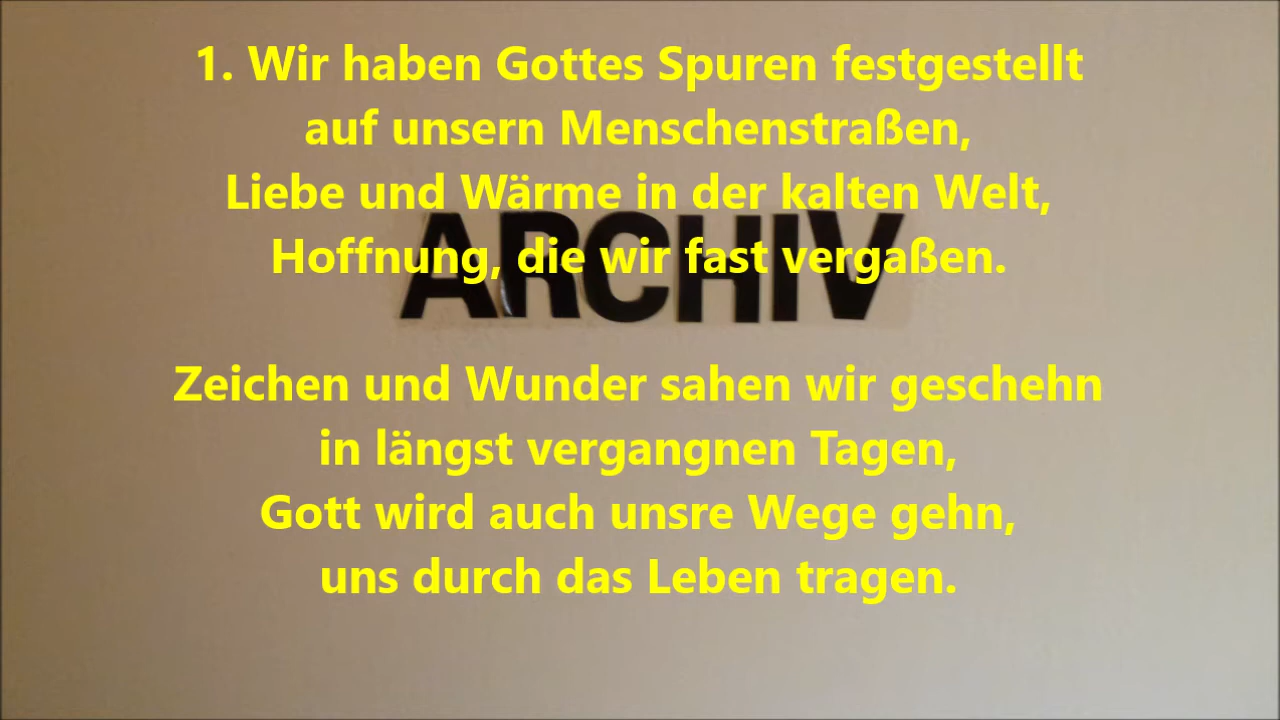 1. Wir haben Gottes Spuren festgestellt
auf unsern Menschenstraßen,
Liebe und Wärme in der kalten Welt,
Hoffnung, die wir fast vergaßen.
ARCHIV
Zeichen und Wunder sahen wir geschehn
in längst vergangnen Tagen,
Gott wird auch unsre Wege gehn,
uns durch das Leben tragen.